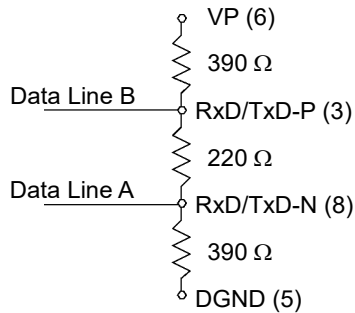 VP (6)
390 Ω
Data Line B
RxD/TxD-P (3)
220 Ω
Data Line A
RxD/TxD-N (8)
390 Ω
DGND (5)